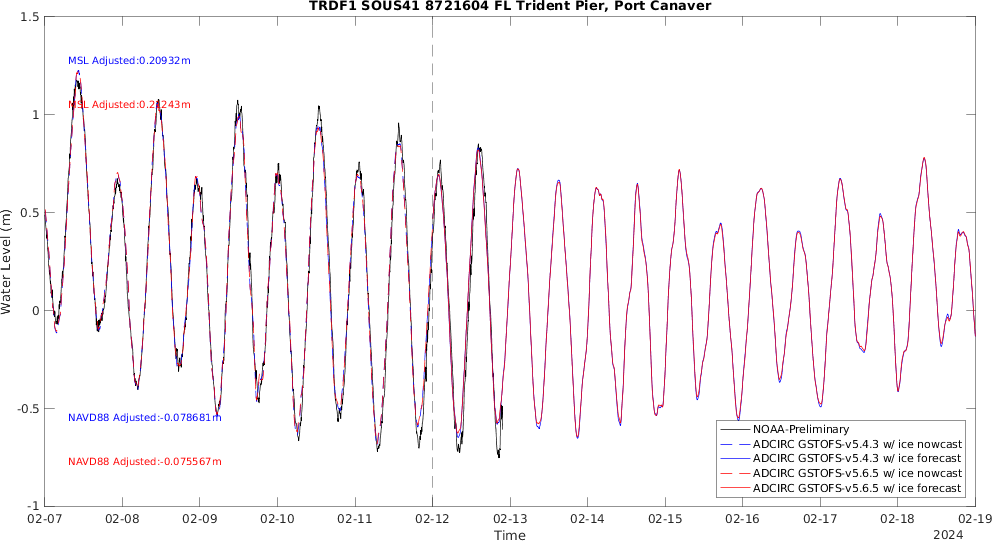 TRDF1 SOUS41 8721604 FL Trident Pier, Port Canaver
1.5
1
0.5
0
-0.5
-1
Water Level (m)
MSL Adjusted:0.20932m
MSL Adjusted:0.21243m
NAVD88 Adjusted:-0.078681m
NAVD88 Adjusted:-0.075567m
NOAA-Preliminary
ADCIRC GSTOFS-v5.4.3 w/ ice nowcast
ADCIRC GSTOFS-v5.4.3 w/ ice forecast
ADCIRC GSTOFS-v5.6.5 w/ ice nowcast
ADCIRC GSTOFS-v5.6.5 w/ ice forecast
02-07 02-08 02-09 02-10 02-11 02-12 02-13 02-14 02-15 02-16 02-17 02-18 02-19
Time
2024